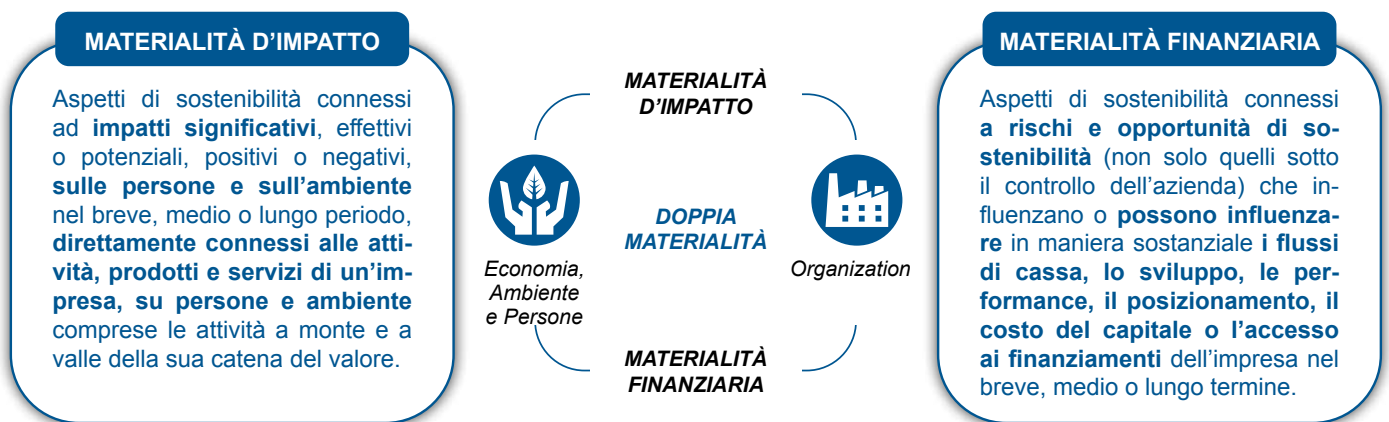 MATERIALITÀ D’IMPATTO
Aspetti di sostenibilità connessi
ad impatti significativi, effettivi
o potenziali, positivi o negativi,
sulle persone e sull’ambiente
nel breve, medio o lungo periodo,
direttamente connessi alle atti-
vità, prodotti e servizi di un’im-
presa, su persone e ambiente
comprese le attività a monte e a
valle della sua catena del valore.
MATERIALITÀ
D’IMPATTO
DOPPIA
MATERIALITÀ
Economia,
Ambiente
e Persone
Organization
MATERIALITÀ
FINANZIARIA
MATERIALITÀ FINANZIARIA
Aspetti di sostenibilità connessi
a rischi e opportunità di so-
stenibilità (non solo quelli sotto
il controllo dell’azienda) che in-
fluenzano o possono influenza-
re in maniera sostanziale i flussi
di cassa, lo sviluppo, le per-
formance, il posizionamento, il
costo del capitale o l’accesso
ai finanziamenti dell’impresa nel
breve, medio o lungo termine.